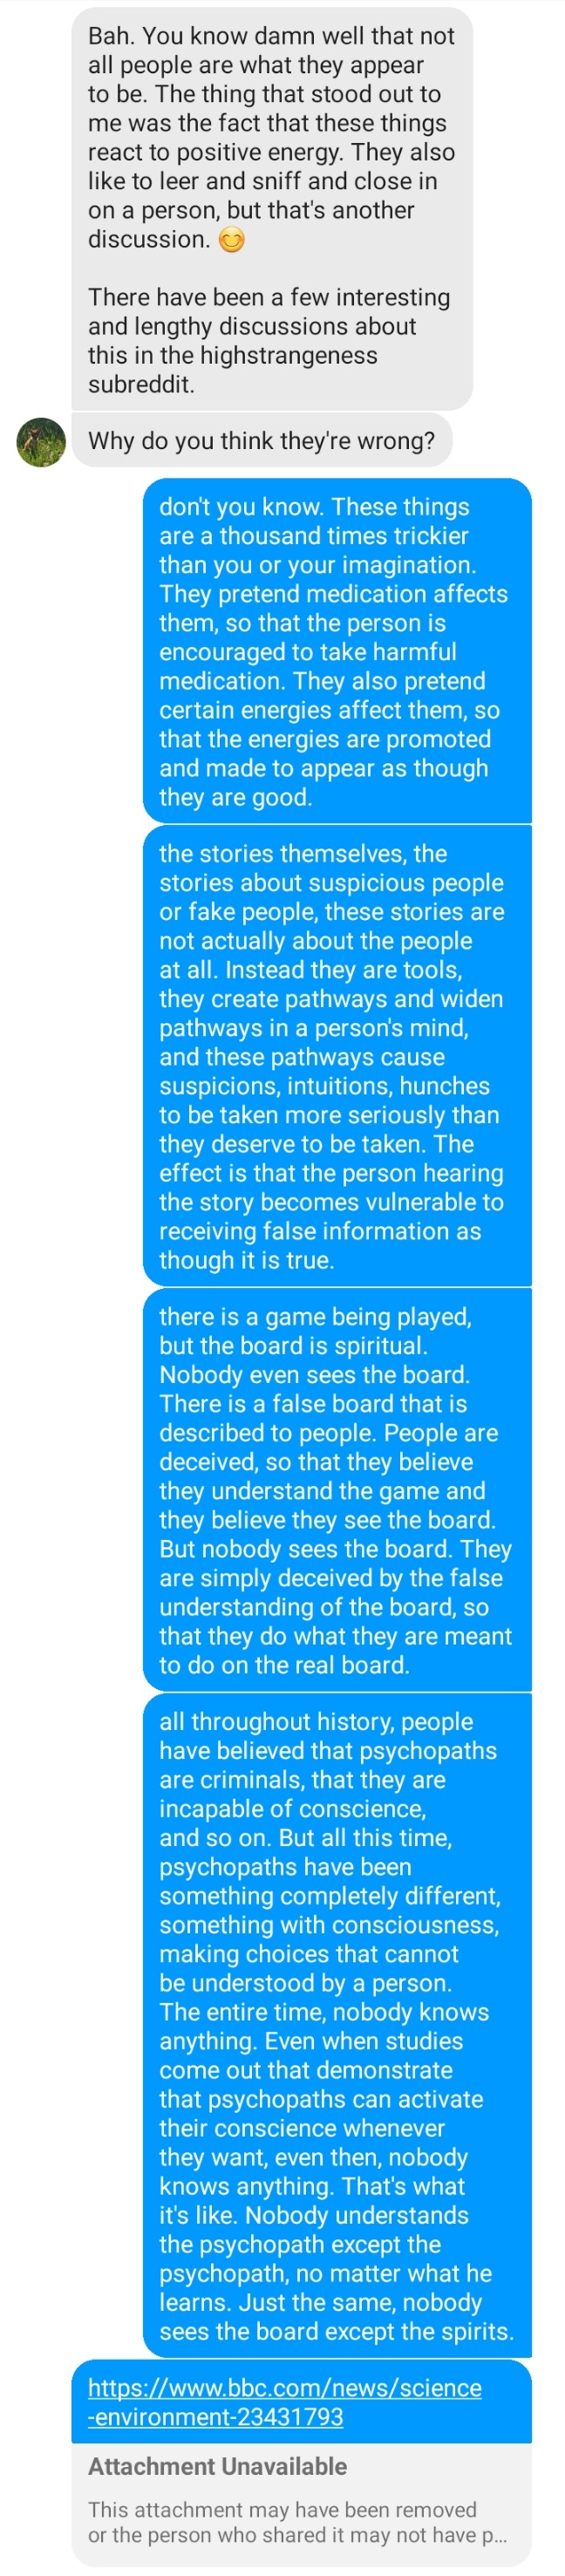 Bah. You know damn well that not
all people are what they appear
to be. The thing that stood out to
me was the fact that these things
react to positive energy. They also
like to leer and sniff and close in
on a person, but that's another
discussion. 😊
There have been a few interesting
and lengthy discussions about
this in the highstrangeness
subreddit.
Why do you think they're wrong?
don't you know. These things
are a thousand times trickier
than you or your imagination.
They pretend medication affects
them, so that the person is
encouraged to take harmful
medication. They also pretend
certain energies affect them, so
that the energies are promoted
and made to appear as though
they are good.
the stories themselves, the
stories about suspicious people
or fake people, these stories are
not actually about the people
at all. Instead they are tools,
they create pathways and widen
pathways in a person's mind,
and these pathways cause
suspicions, intuitions, hunches
to be taken more seriously than
they deserve to be taken. The
effect is that the person hearing
the story becomes vulnerable to
receiving false information as
though it is true.
there is a game being played,
but the board is spiritual.
Nobody even sees the board.
There is a false board that is
described to people. People are
deceived, so that they believe
they understand the game and
they believe they see the board.
But nobody sees the board. They
are simply deceived by the false
understanding of the board, so
that they do what they are meant
to do on the real board.
all throughout history, people
have believed that psychopaths
are criminals, that they are
incapable of conscience,
and so on. But all this time,
psychopaths have been
something completely different,
something with consciousness,
making choices that cannot
be understood by a person.
The entire time, nobody knows
anything. Even when studies
come out that demonstrate
that psychopaths can activate
their conscience whenever
they want, even then, nobody
knows anything. That's what
it's like. Nobody understands
the psychopath except the
psychopath, no matter what he
learns. Just the same, nobody
sees the board except the spirits.
https://www.bbc.com/news/science
-environment-23431793
Attachment Unavailable
This attachment may have been removed
or the person who shared it may not have p...